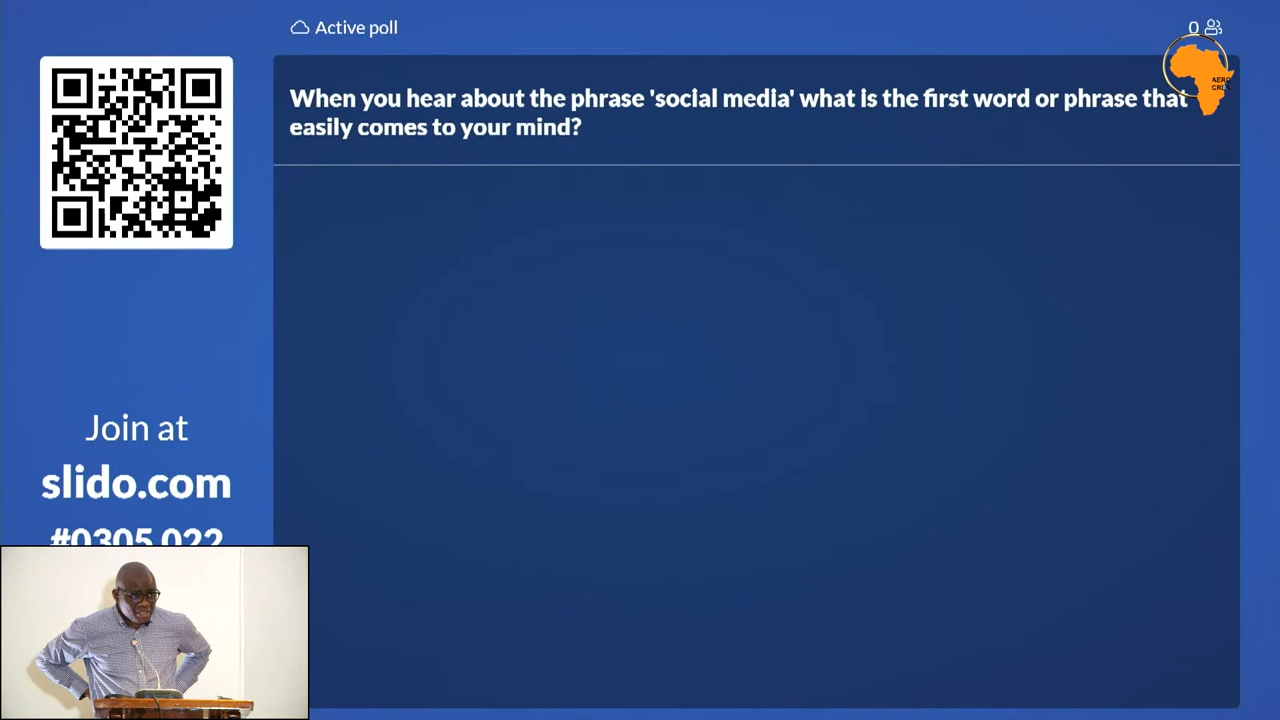 Active poll
0
When you hear about the phrase 'social media' what is the first word or phrase that
easily comes to your mind?
Join at
slido.com
#0305 022